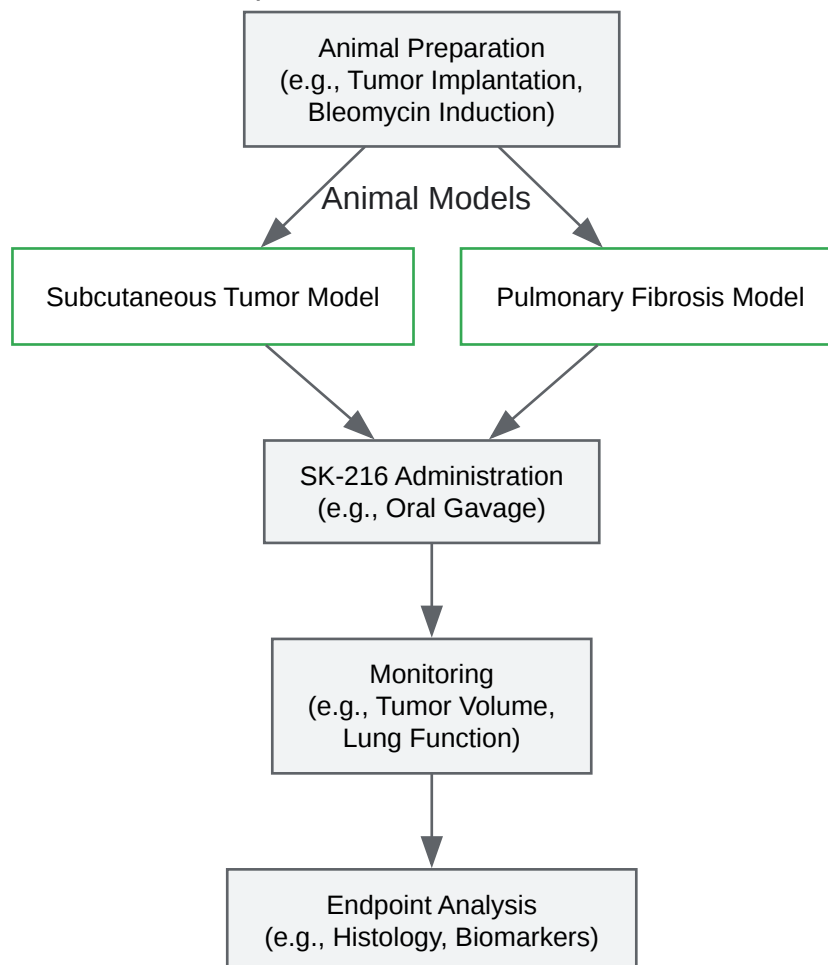 Animal Preparation
(e.g., Tumor Implantation,
Bleomycin Induction)
Animal Models
Subcutaneous Tumor Model
Pulmonary Fibrosis Model
SK-216 Administration
(e.g., Oral Gavage)
Monitoring
(e.g., Tumor Volume,
Lung Function)
Endpoint Analysis
(e.g., Histology, Biomarkers)